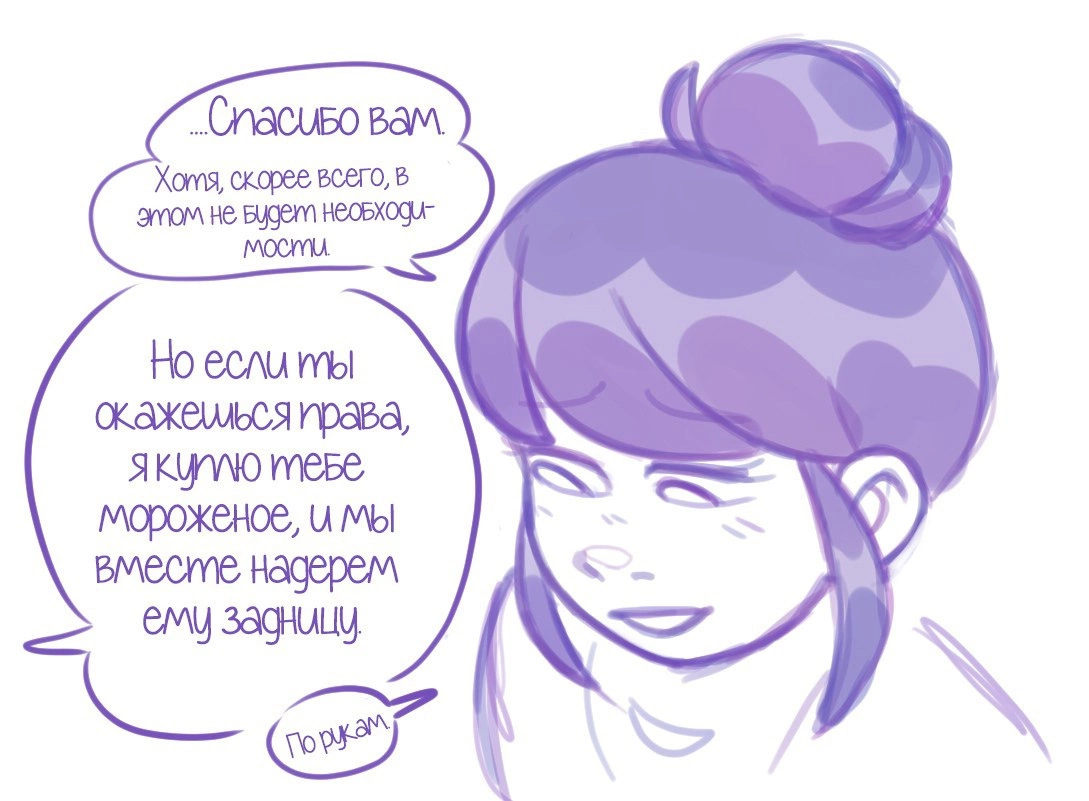 ....Спасибо вам.
Хотя, скорее всего, в
этом не будет необходи-
мости.
Но если ты
окажешься права,
я куплю тебе
мороженое, и мы
вместе надерем
ему задницу.
По рукам.